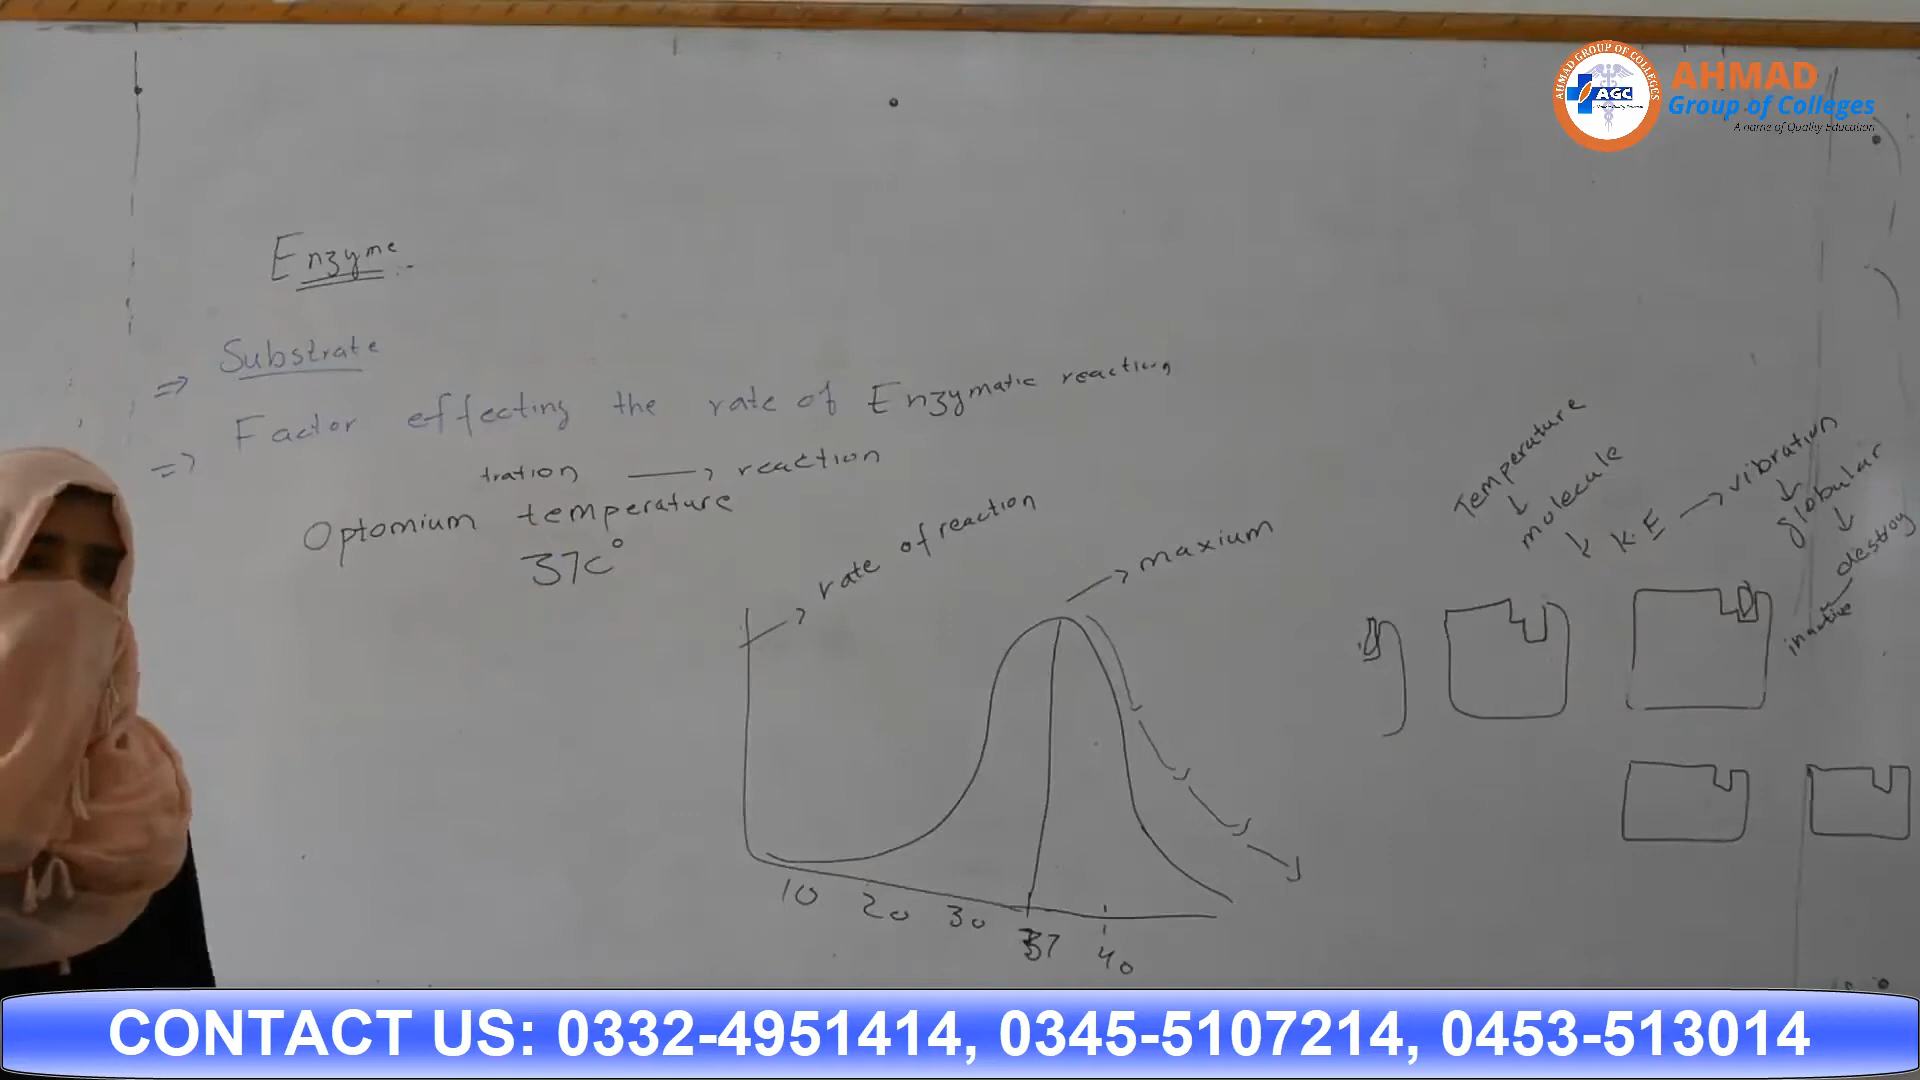 AHMAD GROUP OF COLLEGES
AGC
AHMAD
Group of Colleges
A name of Quality Education
Enzyme
=> Substrate
=> Factor effecting the rate of Enzymatic reaction
tration → reaction
Optomium temperature
37c°
rate of reaction
maxium
10 20 30 37 40
Temperature
molecule
K.E → vibration
globular
destroy
inactive
CONTACT US: 0332-4951414, 0345-5107214, 0453-513014